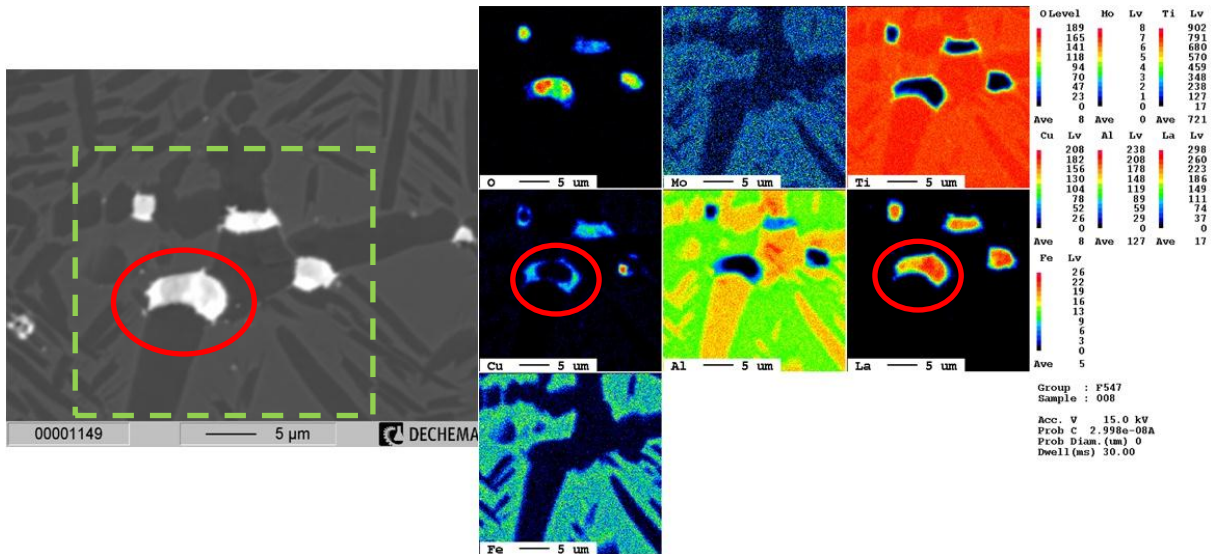 00001149 5 µm DECHEMA
O 5 um
Mo 5 um
Ti 5 um
Cu 5 um
Al 5 um
La 5 um
Fe 5 um
O Level Mo Lv Ti Lv
189 8 902
165 7 791
141 6 680
118 5 570
94 4 459
70 3 348
47 2 238
23 1 127
0 0 17
Ave 8 Ave 0 Ave 721
Cu Lv Al Lv La Lv
208 238 298
182 208 260
156 178 223
130 148 186
104 119 149
78 89 111
52 59 74
26 29 37
0 0 0
Ave 8 Ave 127 Ave 17
Fe Lv
26
22
19
16
13
9
6
3
0
Ave 5
Group : F547
Sample : 008
Acc. V 15.0 kV
Prob C 2.998e-08A
Prob Diam.(um) 0
Dwell(ms) 30.00